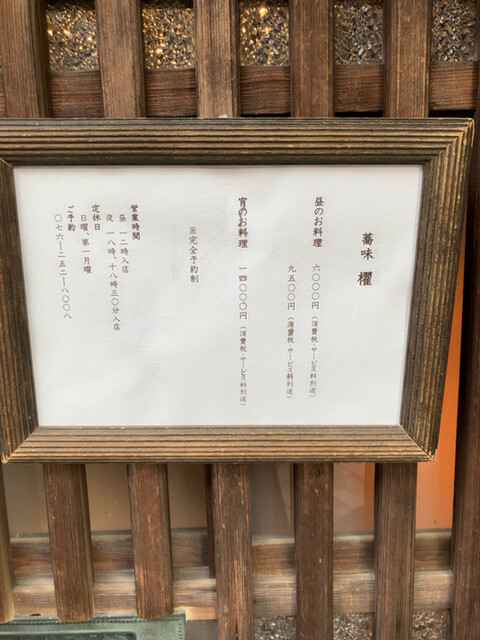 蕎味 櫂
昼のお料理 六〇〇〇円（消費税・サービス料別途）
九五〇〇円（消費税・サービス料別途）
宵のお料理 一四〇〇〇円（消費税・サービス料別途）
※完全予約制
営業時間
昼 一二時入店
夜 一八時、十八時三〇分入店
定休日
日曜、第一月曜
ご予約
〇七六ー二五二ー八〇〇八